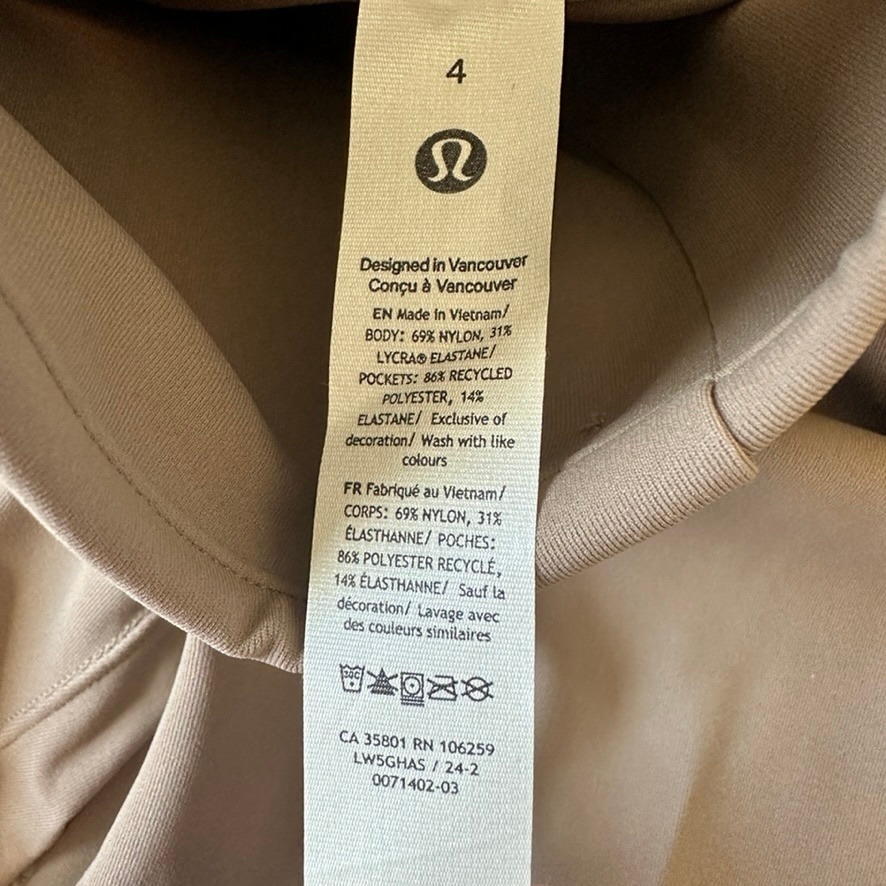 4
Designed in Vancouver
Conçu à Vancouver
EN Made in Vietnam/
BODY: 69% NYLON, 31%
LYCRA® ELASTANE/
POCKETS: 86% RECYCLED
POLYESTER, 14%
ELASTANE/ Exclusive of
decoration/ Wash with like
colours
FR Fabriqué au Vietnam/
CORPS: 69% NYLON, 31%
ÉLASTHANNE/ POCHES:
86% POLYESTER RECYCLÉ,
14% ÉLASTHANNE/ Sauf la
décoration/ Lavage avec
des couleurs similaires
30C
CA 35801 RN 106259
LW5GHAS / 24-2
0071402-03